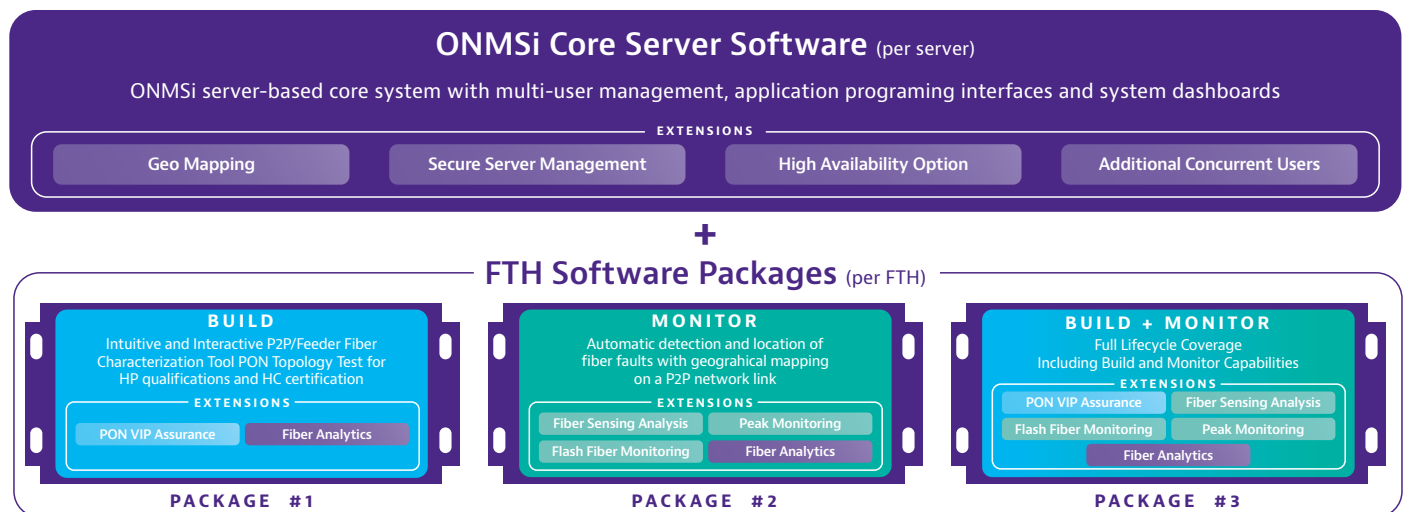 ONMSi Core Server Software (per server)
ONMSi server-based core system with multi-user management, application programing interfaces and system dashboards
EXTENSIONS
Geo Mapping
Secure Server Management
High Availability Option
Additional Concurrent Users
+
FTH Software Packages (per FTH)
BUILD
Intuitive and Interactive P2P/Feeder Fiber
Characterization Tool PON Topology Test for
HP qualifications and HC certification
EXTENSIONS
PON VIP Assurance
Fiber Analytics
PACKAGE #1
MONITOR
Automatic detection and location of
fiber faults with geograhical mapping
on a P2P network link
EXTENSIONS
Fiber Sensing Analysis
Peak Monitoring
Flash Fiber Monitoring
Fiber Analytics
PACKAGE #2
BUILD + MONITOR
Full Lifecycle Coverage
Including Build and Monitor Capabilities
EXTENSIONS
PON VIP Assurance
Fiber Sensing Analysis
Flash Fiber Monitoring
Peak Monitoring
Fiber Analytics
PACKAGE #3